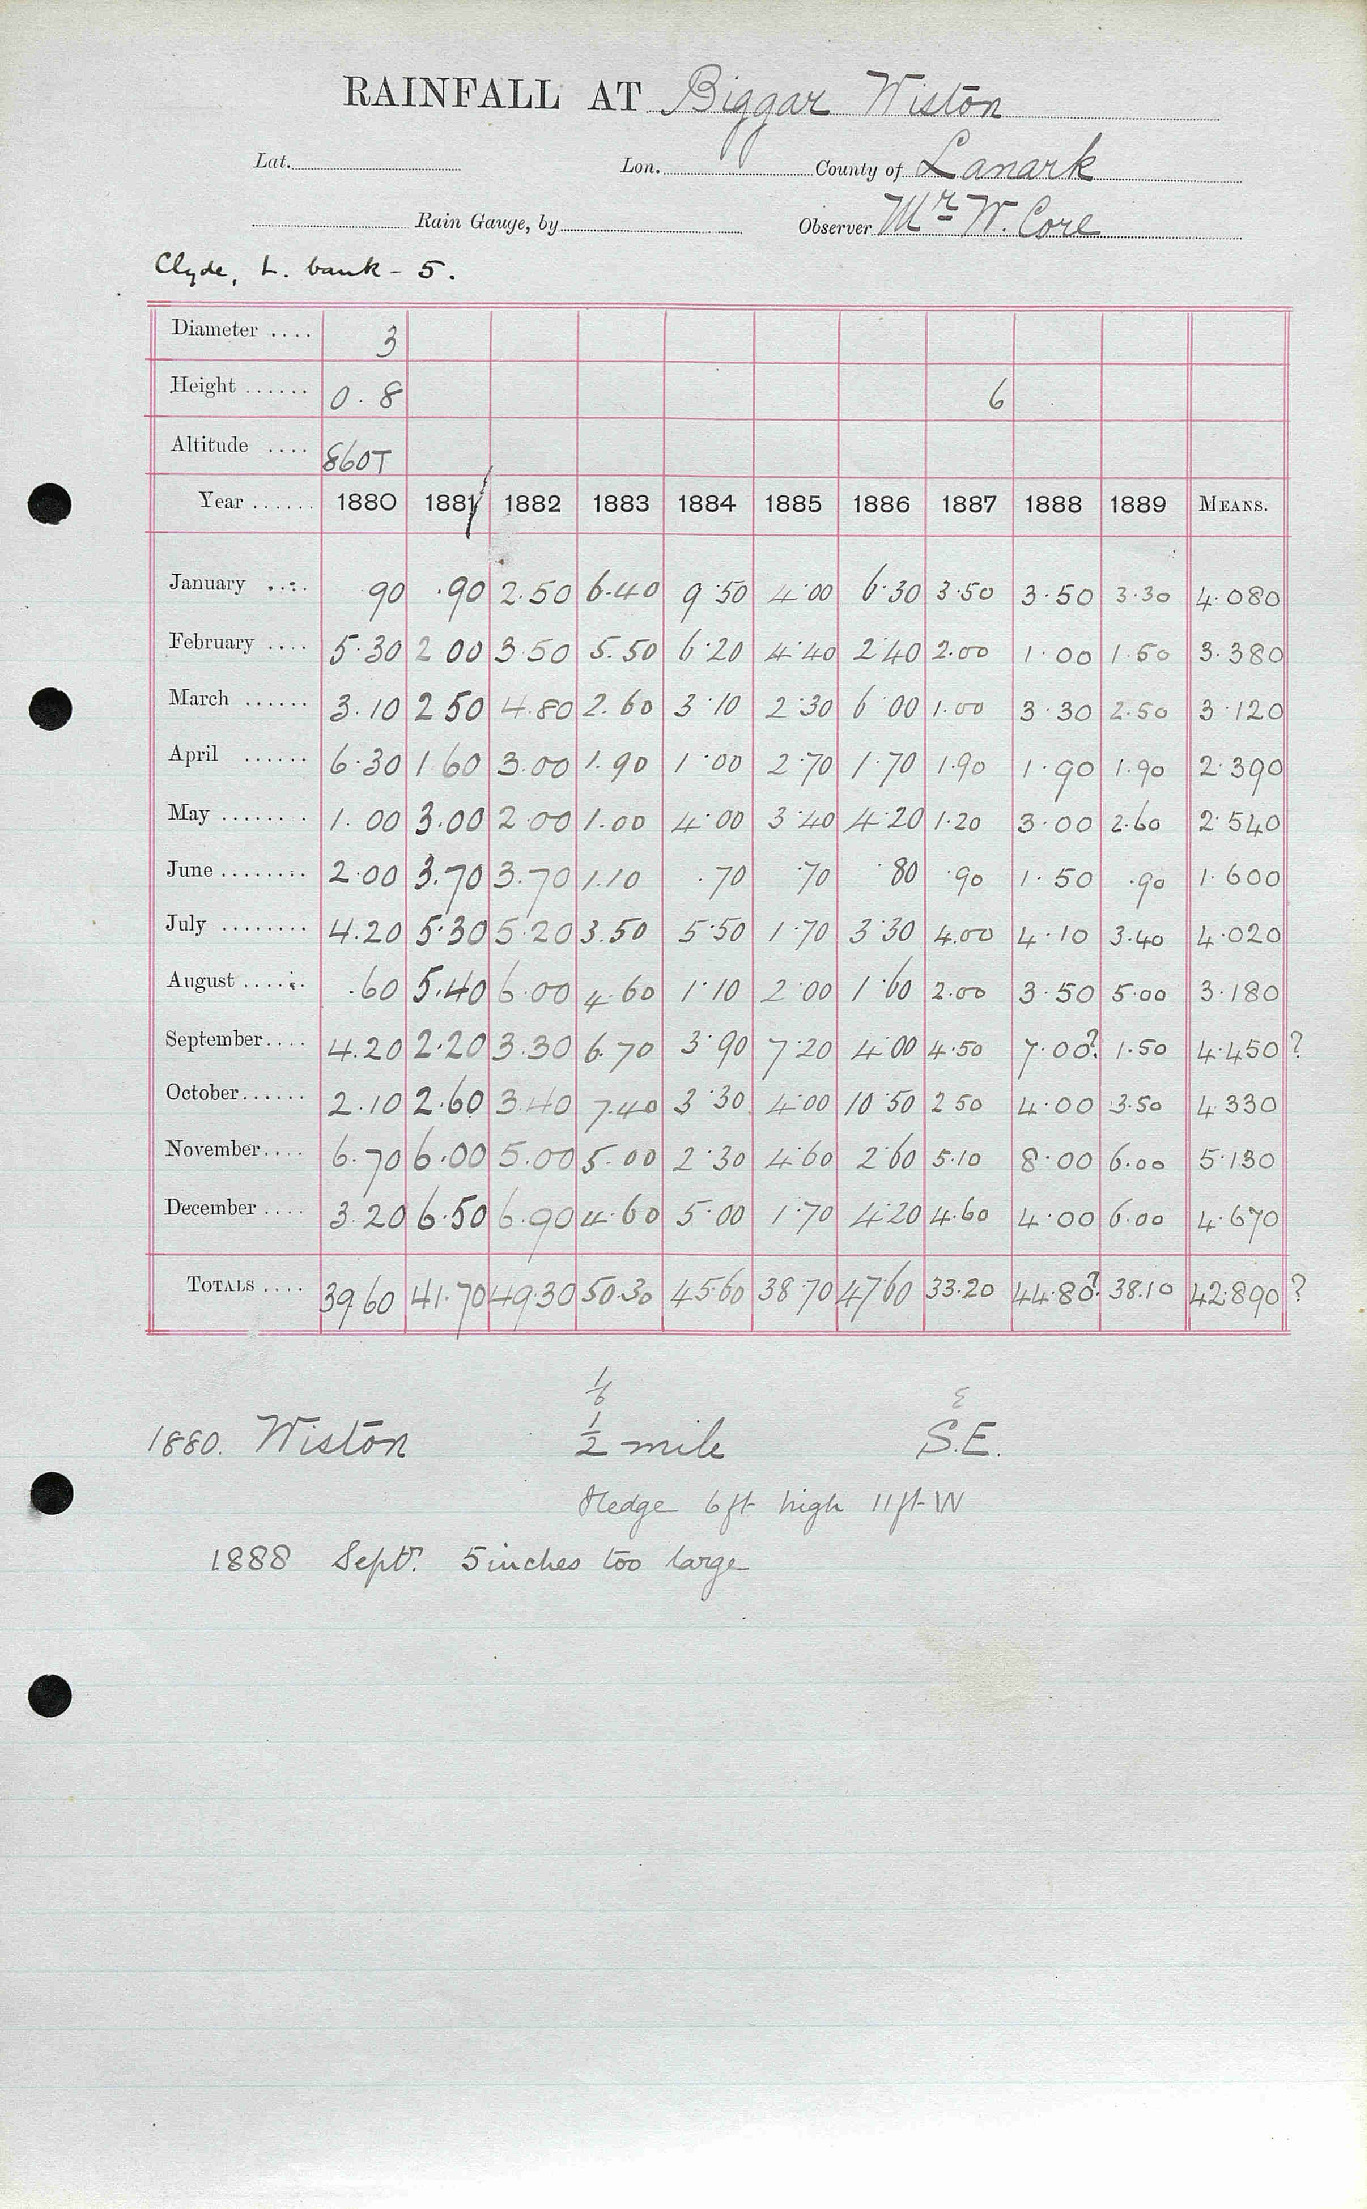 RAINFALL AT Biggar Wiston
Lat. Lon. County of Lanark
Rain Gauge, by Observer Mr W. Core
Clyde, L. bank - 5.
Diameter .... 3
Height ...... 0.8 6
Altitude .... 860T
Year ...... 1880 1881 1882 1883 1884 1885 1886 1887 1888 1889 MEANS.
January .... 90 .90 2.50 6.40 9.50 4.00 6.30 3.50 3.50 3.30 4.080
February .... 5.30 2 00 3.50 5.50 6.20 4.40 2.40 2.00 1.00 1.50 3.380
March ...... 3.10 2 50 4.80 2.60 3.10 2.30 6.00 1.00 3.30 2.50 3.120
April ...... 6.30 1 60 3.00 1.90 1.00 2.70 1.70 1.90 1.90 1.90 2.390
May ........ 1.00 3.00 2.00 1.00 4.00 3.40 4.20 1.20 3.00 2.60 2.540
June ........ 2.00 3.70 3.70 1.10 .70 .70 .80 .90 1.50 .90 1.600
July ........ 4.20 5.30 5.20 3.50 5.50 1.70 3.30 4.00 4.10 3.40 4.020
August ...... .60 5.40 6.00 4.60 1.10 2.00 1.60 2.00 3.50 5.00 3.180
September.... 4.20 2.20 3.30 6.70 3.90 7.20 4.00 4.50 7.00? 1.50 4.450?
October...... 2.10 2.60 3.40 7.40 3.30 4.00 10.50 2 50 4.00 3.50 4.330
November.... 6.70 6.00 5.00 5.00 2.30 4.60 2.60 5.10 8.00 6.00 5.130
December .... 3.20 6.50 6.90 4.60 5.00 1.70 4.20 4.60 4.00 6.00 4.670
TOTALS .... 39 60 41.70 49.30 50.30 45.60 38.70 47.60 33.20 44.80? 38.10 42.890?
1/6 E
1880. Wiston 1/2 mile S.E.
Hedge 6 ft high 11 ft W
1888 Septr. 5 inches too large